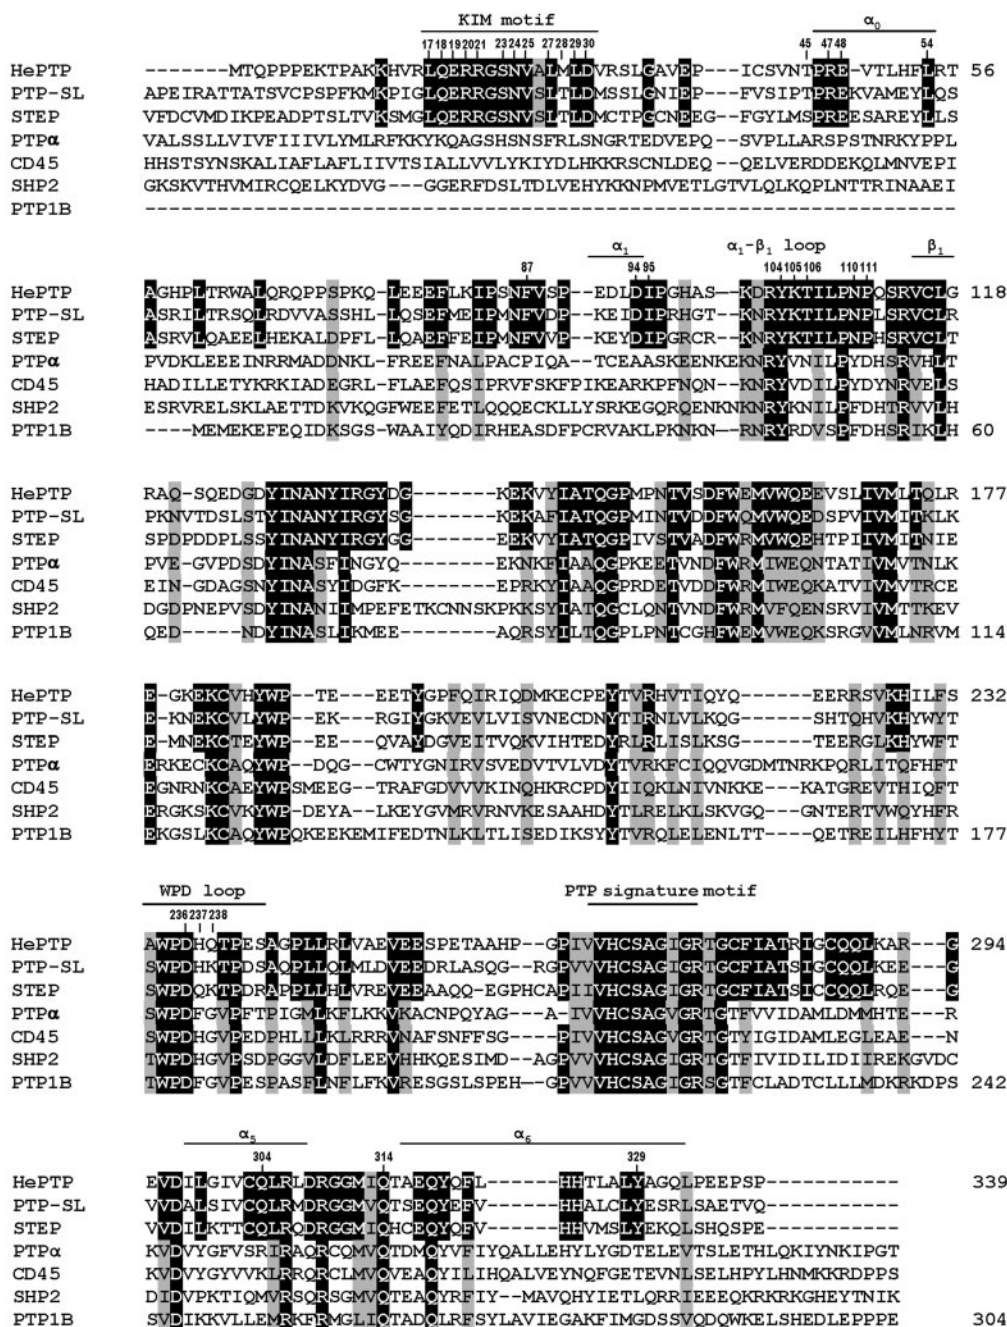 KIM motif α0
17 18 19 20 21 23 24 25 27 28 29 30 45 47 48 54
HePTP -------MTQPPPEKTPAKKHVRLQERRGSNVALMLDVRSLGAVEP---ICSVNTPRE-VTLHFLRT 56
PTP-SL APEIRATTATSVCPSPFKMKPIGLQERRGSNVSLTLDMSSLGNIEP---FVSIPTPREKVAMEYLQS
STEP VFDCVMDIKPEADPTSLTVKSMGLQERRGSNVSLTLDMCTPGCNEEG--FGYLMSPREESAREYLLS
PTPα VALSSLLVIVFIIIVLYMLRFKKYKQAGSHSNSFRLSNGRTEDVEPQ--SVPLLARSPSTNRKYPPL
CD45 HHSTSYNSKALIAFLAFLIIVTSIALLVVLYKIYDLHKKRSCNLDEQ--QELVERDDEKQLMNVEPI
SHP2 GKSKVTHVMIRCQELKYDVG---GGERFDSLTDLVEHYKKNPMVETLGTVLQLKQPLNTTRINAAEI
PTP1B -------------------------------------------------------------------
α1 α1-β1 loop β1
87 94 95 104 105 106 110 111
HePTP AGHPLTRWALQRQPPSPKQ-LEEEFLKIPSNFVSP--EDLDIPGHAS--KDRYKTILPNPQSRVCLG 118
PTP-SL ASRILTRSQLRDVVASSHL-LQSEFMEIPMNFVDP--KEIDIPRHGT--KNRYKTILPNPLSRVCLR
STEP ASRVLQAEELHEKALDPFL-LQAEFFEIPMNFVVP--KEYDIPGRCR--KNRYKTILPNPHSRVCLT
PTPα PVDKLEEEINRRMADDNKL-FREEFNAIPACPIQA--TCEAASKEENKEKNRYVNILPYDHSRVHLT
CD45 HADILLETYKRKIADEGRL-FLAEFQSIPRVFSKFPIKEARKPFNQN--KNRYVDILPYDYNRVELS
SHP2 ESRVRELSKLAETTDKVKQGFWEEFETLQQQECKLLYSRKEGQRQENKNKNRYKNILPFDHTRVVLH
PTP1B ----MEMEKEFEQIDKSGS-WAAIYQDIRHEASDFPCRVAKLPKNKN--RNRYRDVSPFDHSRIKLH 60
HePTP RAQ-SQEDGDYINANYIRGYDG-------KEKVYIATQGPMPNTVSDFWEMVWQEEVSLIVMLTQLR 177
PTP-SL PKNVTDSLSTYINANYIRGYSG-------KEKAFIATQGPMINTVDDFWQMVWQEDSPVIVMITKLK
STEP SPDPDDPLSSYINANYIRGYGG-------EEKVYIATQGPIVSTVADFWRMVWQEHTPIIVMITNIE
PTPα PVE-GVPDSDYINASFINGYQ--------EKNKFIAAQGPKEETVNDFWRMIWEQNTATIVMVTNLK
CD45 EIN-GDAGSNYINASYIDGFK--------EPRKYIAAQGPRDETVDDFWRMIWEQKATVIVMVTRCE
SHP2 DGDPNEPVSDYINANIIMPEFETKCNNSKPKKSYIATQGCLQNTVNDFWRMVFQENSRVIVMTTKEV
PTP1B QED-----NDYINASLIKMEE--------AQRSYILTQGPLPNTCGHFWEMVWEQKSRGVVMLNRVM 114
HePTP E-GKEKCVHYWP--TE---EETYGPFQIRIQDMKECPEYTVRHVTIQYQ------EERRSVKHILFS 232
PTP-SL E-KNEKCVLYWP--EK---RGIYGKVEVLVISVNECDNYTIRNLVLKQG------SHTQHVKHYWYT
STEP E-MNEKCTEYWP--EE---QVAYDGVEITVQKVIHTEDYRLRLISLKSG------TEERGLKHYWFT
PTPα ERKECKCAQYWP--DQG--CWTYGNIRVSVEDVTVLVDYTVRKFCIQQVGDMTNRKPQRLITQFHFT
CD45 EGNRNKCAEYWPSMEEG--TRAFGDVVVKINQHKRCPDYIIQKLNIVNKKE---KATGREVTHIQFT
SHP2 ERGKSKCVKYWP-DEYA--LKEYGVMRVRNVKESAAHDYTLRELKLSKVGQ---GNTERTVWQYHFR
PTP1B EKGSLKCAQYWPQKEEKEMIFEDTNLKLTLISEDIKSYYTVRQLELENLTT------QETREILHFHYT 177
WPD loop PTP signature motif
236 237 238
HePTP AWPDHQTPESAGPLLRLVAEVEESPETAAHP--GPIVVHCSAGIGRTGCFIATRIGCQQLKAR---G 294
PTP-SL SWPDHKTPDSAQPLLQLMLDVEEDRLASQG--RGPVVVHCSAGIGRTGCFIATSIGCQQLKEE---G
STEP SWPDQKTPDRAPPLLHLVREVEEAAQQ-EGPHCAPIIVHCSAGIGRTGCFIATSICCQQLRQE---G
PTPα SWPDFGVPFTPIGMLKFLKKVKACNPQYAG---A-IVVHCSAGVGRTGTFVVIDAMLDMMHTE---R
CD45 SWPDHGVPEDPHLLLKLRRRVNAFSNFFSG----PIVVHCSAGVGRTGTYIGIDAMLEGLEAE---N
SHP2 TWPDHGVPSDPGGVLDFLEEVHHKQESIMD--AGPVVVHCSAGIGRTGTFIVIDILIDIIREKGVDC
PTP1B TWPDFGVPESPASFLNFLFKVRESGSLSPEH--GPVVVHCSAGIGRSGTFCLADTCLLLMDKRKDPS 242
α5 α6
304 314 329
HePTP EVDILGIVCQLRLDRGGMIQTAEQYQFL------HHTLALYAGQLPEEPSP----------- 339
PTP-SL VVDALSIVCQLRMDRGGMVQTSEQYEFV------HHALCLYESRLSAETVQ-----------
STEP VVDILKTTCQLRQDRGGMIQHCEQYQFV------HHVMSLYEKQLSHQSPE-----------
PTPα KVDVYGFVSRIRAQRCQMVQTDMQYVFIYQALLEHYLYGDTELEVTSLETHLQKIYNKIPGT
CD45 KVDVYGYVVKLRRQRCLMVQVEAQYILIHQALVEYNQFGETEVNLSELHPYLHNMKKRDPPS
SHP2 DIDVPKTIQMVRSQRSGMVQTEAQYRFIY---MAVQHYIETLQRRIEEEQKRKRKGHEYTNIK
PTP1B SVDIKKVLLEMRKFRMGLIQTADQLRFSYLAVIEGAKFIMGDSSVQDQWKELSHEDLEPPPE 304